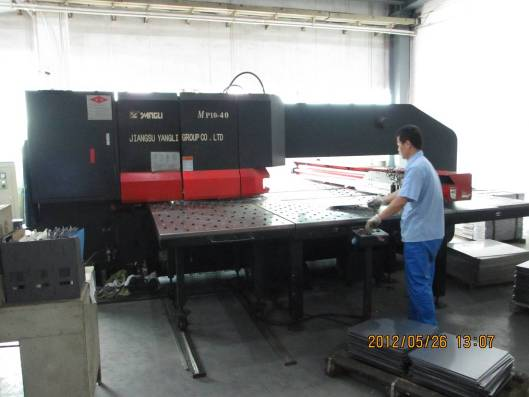 YANGLI
MP10-40
JIANGSU YANGLI GROUP CO., LTD
2012/05/26 13:07